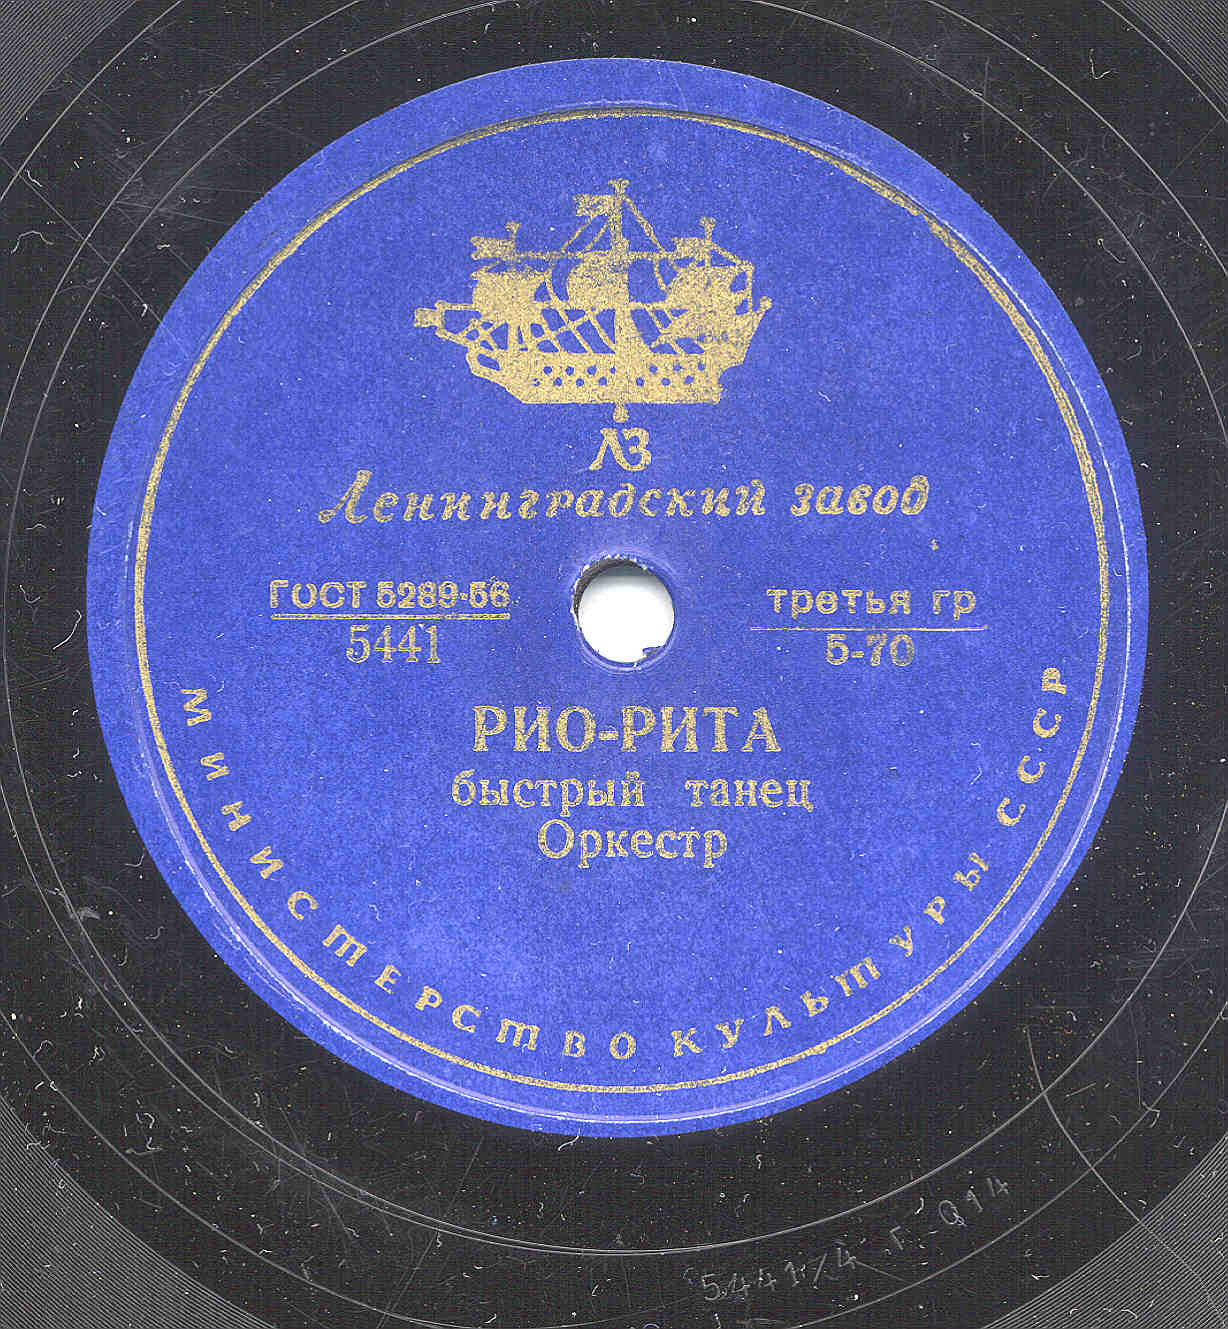 ЛЗ
Ленинградский завод
ГОСТ 5289-56
5441
третья гр
5-70
РИО-РИТА
быстрый танец
Оркестр
МИНИСТЕРСТВО КУЛЬТУРЫ СССР
5441/4 Г Q14